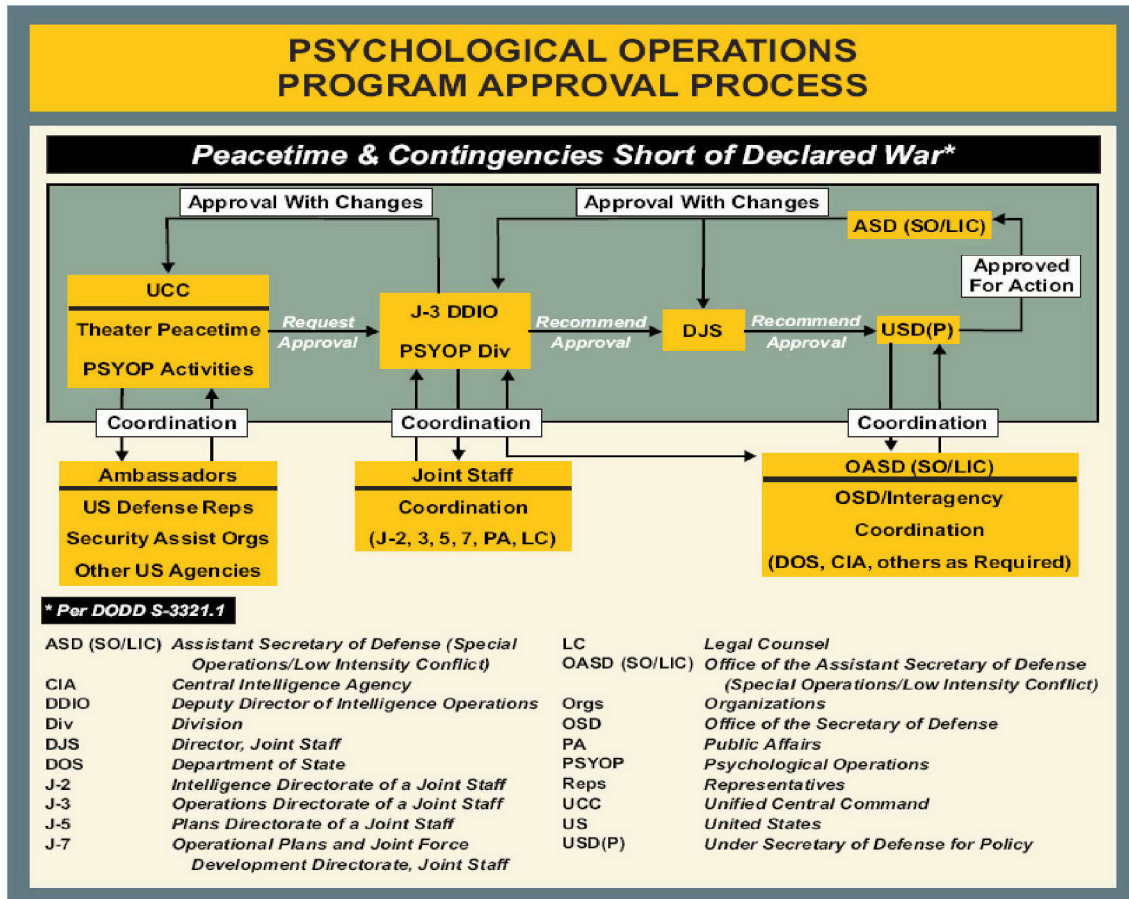 PSYCHOLOGICAL OPERATIONS
PROGRAM APPROVAL PROCESS
Peacetime & Contingencies Short of Declared War*
Approval With Changes
Approval With Changes
ASD (SO/LIC)
Approved
For Action
UCC
Theater Peacetime
PSYOP Activities
Request
Approval
J-3 DDIO
PSYOP Div
Recommend
Approval
DJS
Recommend
Approval
USD(P)
Coordination
Coordination
Coordination
Ambassadors
US Defense Reps
Security Assist Orgs
Other US Agencies
Joint Staff
Coordination
(J-2, 3, 5, 7, PA, LC)
OASD (SO/LIC)
OSD/Interagency
Coordination
(DOS, CIA, others as Required)
* Per DODD S-3321.1
ASD (SO/LIC) Assistant Secretary of Defense (Special
Operations/Low Intensity Conflict)
CIA Central Intelligence Agency
DDIO Deputy Director of Intelligence Operations
Div Division
DJS Director, Joint Staff
DOS Department of State
J-2 Intelligence Directorate of a Joint Staff
J-3 Operations Directorate of a Joint Staff
J-5 Plans Directorate of a Joint Staff
J-7 Operational Plans and Joint Force
Development Directorate, Joint Staff
LC Legal Counsel
OASD (SO/LIC) Office of the Assistant Secretary of Defense
(Special Operations/Low Intensity Conflict)
Orgs Organizations
OSD Office of the Secretary of Defense
PA Public Affairs
PSYOP Psychological Operations
Reps Representatives
UCC Unified Central Command
US United States
USD(P) Under Secretary of Defense for Policy